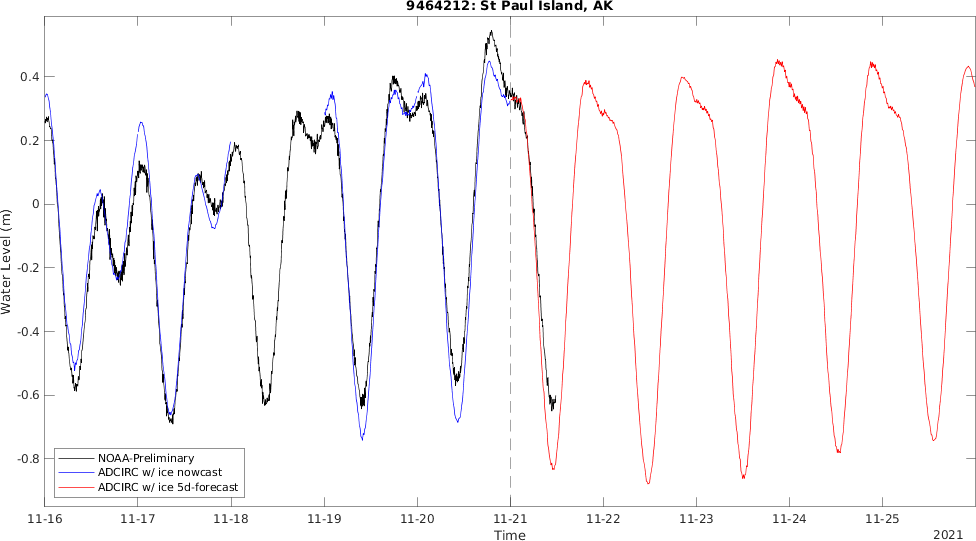 9464212: St Paul Island, AK
0.4
0.2
0
-0.2
-0.4
-0.6
-0.8
Water Level (m)
NOAA-Preliminary
ADCIRC w/ ice nowcast
ADCIRC w/ ice 5d-forecast
11-16 11-17 11-18 11-19 11-20 11-21 11-22 11-23 11-24 11-25
Time
2021